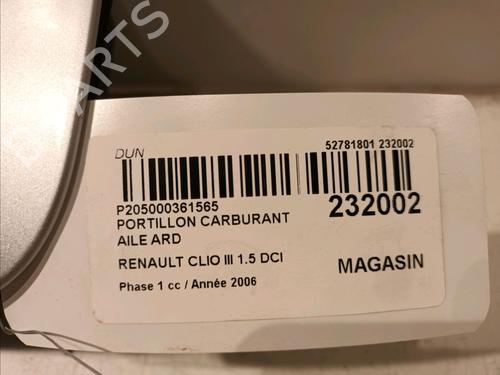 PARTS
DUN
52781801 232002
P205000361565
232002
PORTILLON CARBURANT
AILE ARD
RENAULT CLIO III 1.5 DCI
MAGASIN
Phase 1 cc / Année 2006